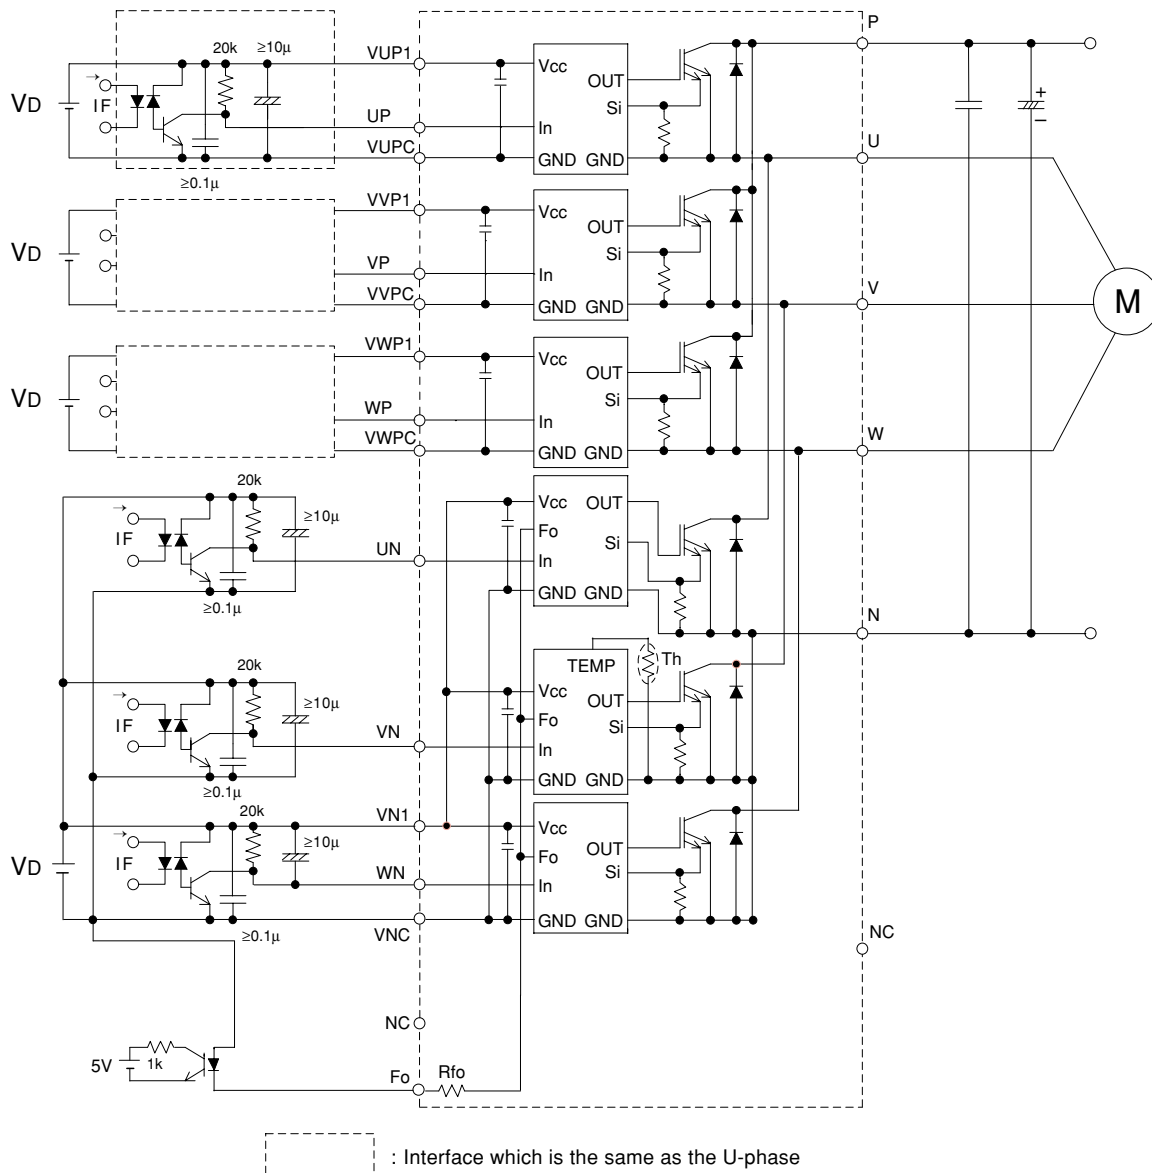 P
20k ≥10μ VUP1
Vcc
OUT
VD IF
Si
+
UP In
–
VUPC GND GND U
≥0.1μ
VVP1 Vcc
OUT
VD Si
VP In
VVPC GND GND V
M
VWP1 Vcc
OUT
VD Si
WP In
VWPC GND GND W
20k
Vcc OUT
≥10μ
Fo
IF Si
UN In
≥0.1μ GND GND N
20k TEMP Th
≥10μ Vcc
OUT
IF Fo
VN Si
In
≥0.1μ GND GND
20k VN1 Vcc
≥10μ
IF OUT
VD Fo
WN Si
In
GND GND
≥0.1μ VNC NC
NC
5V 1k Fo Rfo
: Interface which is the same as the U-phase